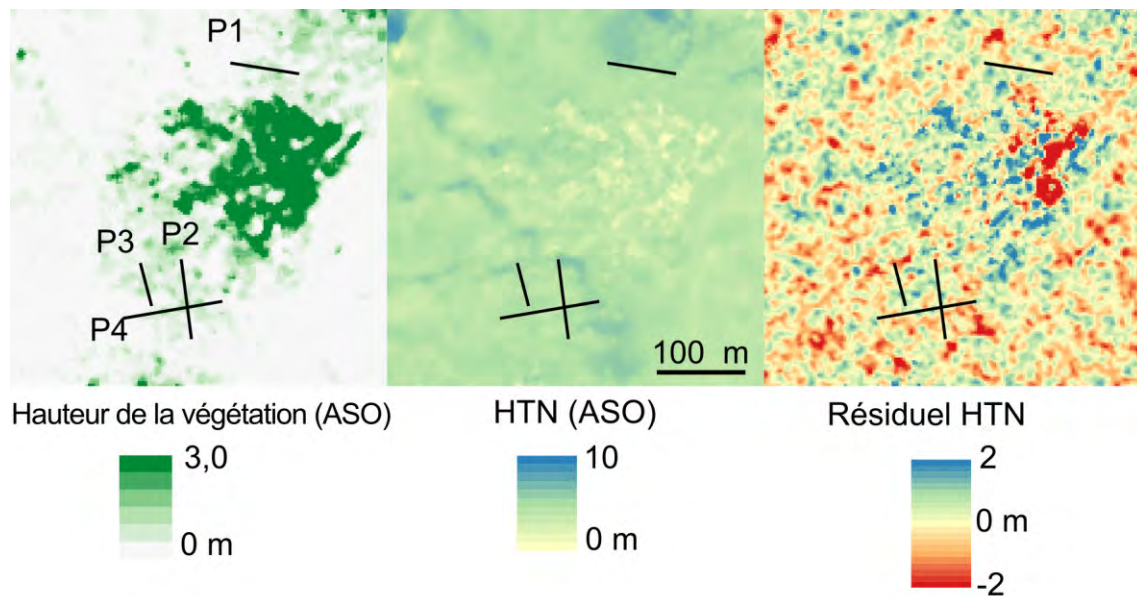 P1
P3 P2
P4
100 m
Hauteur de la végétation (ASO)
3,0
0 m
HTN (ASO)
10
0 m
Résiduel HTN
2
0 m
-2